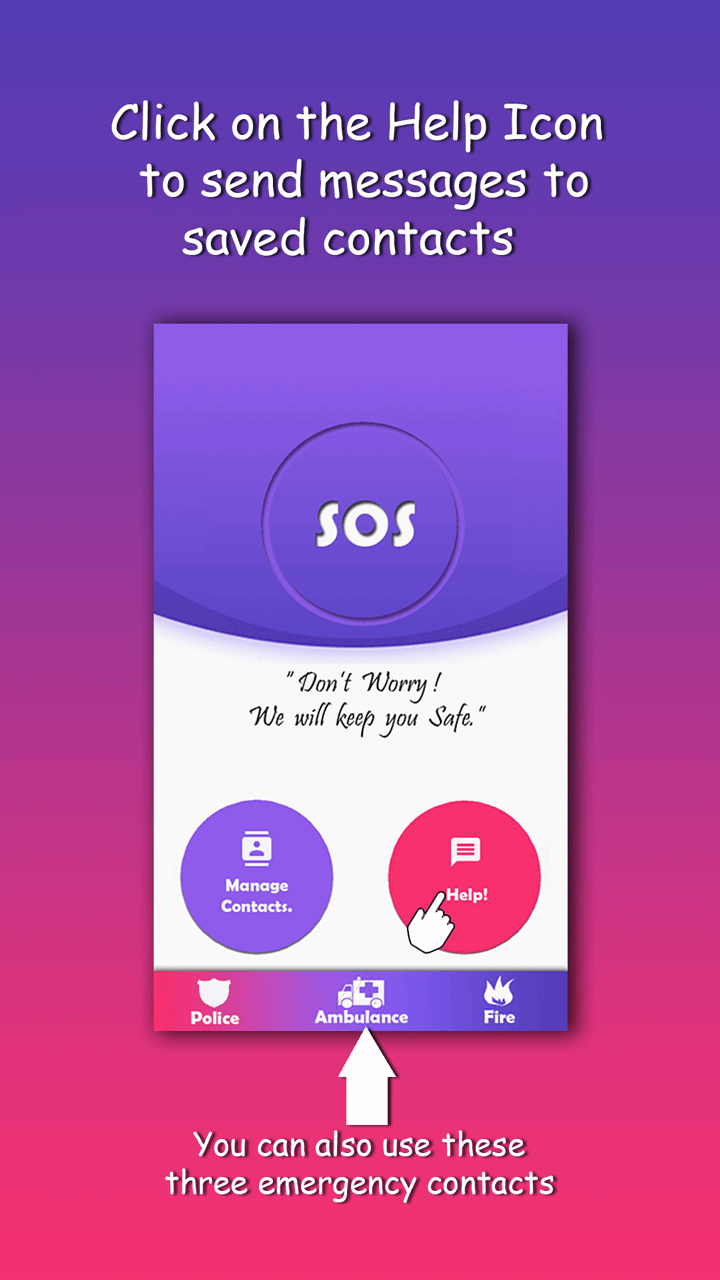 Click on the Help Icon
to send messages to
saved contacts
SOS
"Don't Worry!
We will keep you Safe."
Manage
Contacts.
Help!
Police
Ambulance
Fire
You can also use these
three emergency contacts